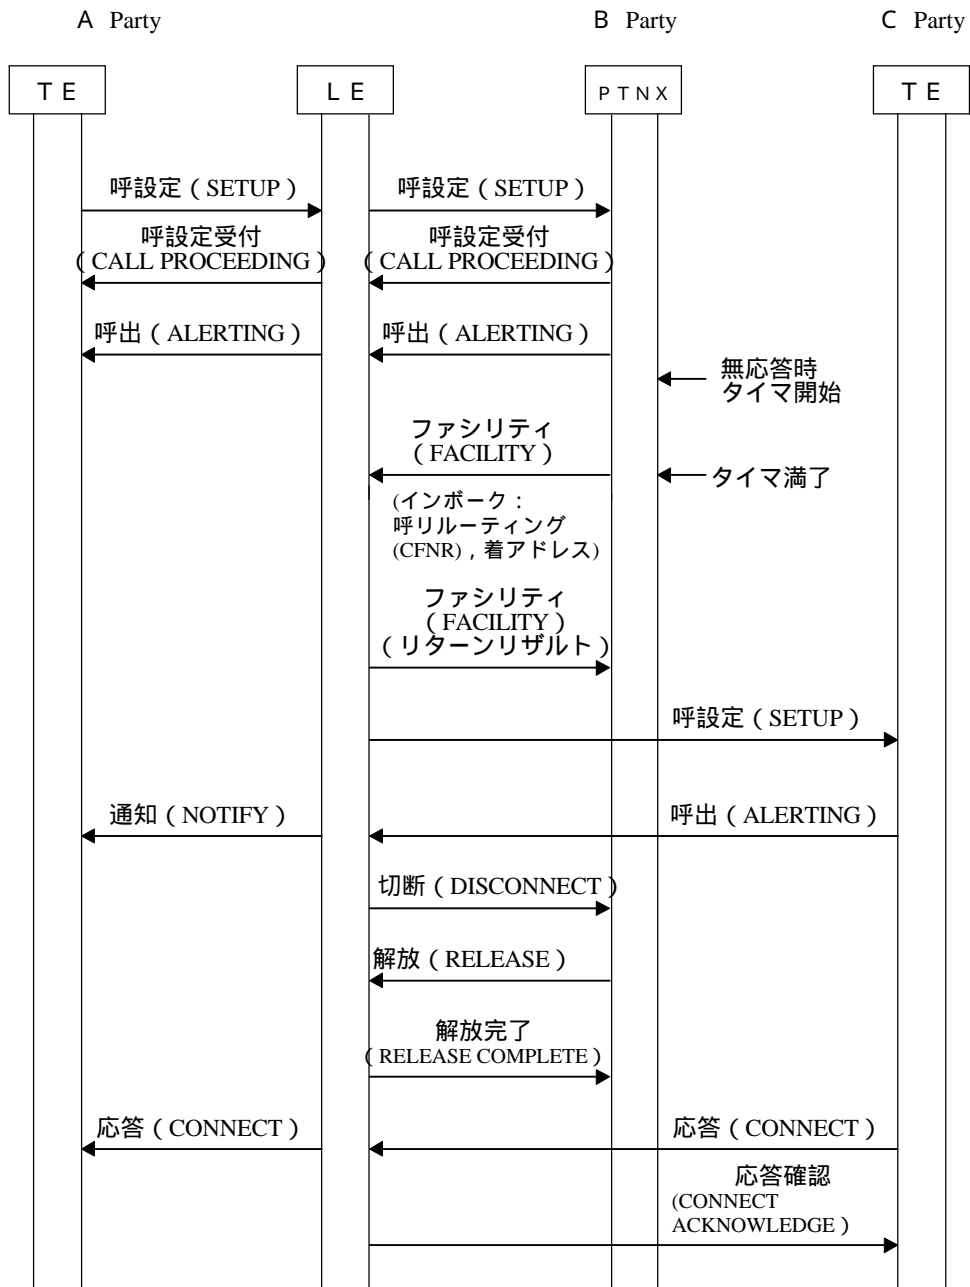 A Party B Party C Party
TE LE PTNX TE
呼設定(SETUP) 呼設定(SETUP)
呼設定受付 呼設定受付
(CALL PROCEEDING) (CALL PROCEEDING)
呼出(ALERTING) 呼出(ALERTING)
無応答時
タイマ開始
ファシリティ
(FACILITY)
タイマ満了
(インボーク:
呼リルーティング
(CFNR),着アドレス)
ファシリティ
(FACILITY)
(リターンリザルト)
呼設定(SETUP)
通知(NOTIFY) 呼出(ALERTING)
切断(DISCONNECT)
解放(RELEASE)
解放完了
(RELEASE COMPLETE)
応答(CONNECT) 応答(CONNECT)
応答確認
(CONNECT
ACKNOWLEDGE)